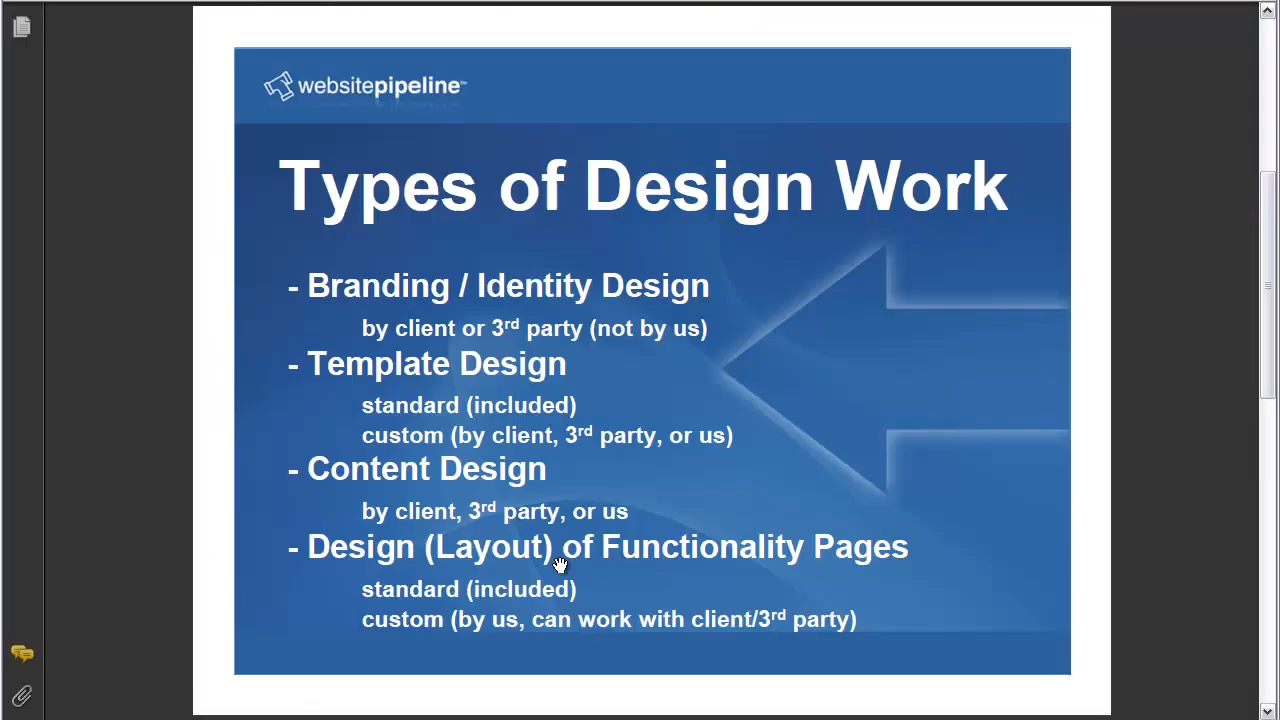 websitepipeline™
Types of Design Work
- Branding / Identity Design
by client or 3rd party (not by us)
- Template Design
standard (included)
custom (by client, 3rd party, or us)
- Content Design
by client, 3rd party, or us
- Design (Layout) of Functionality Pages
standard (included)
custom (by us, can work with client/3rd party)